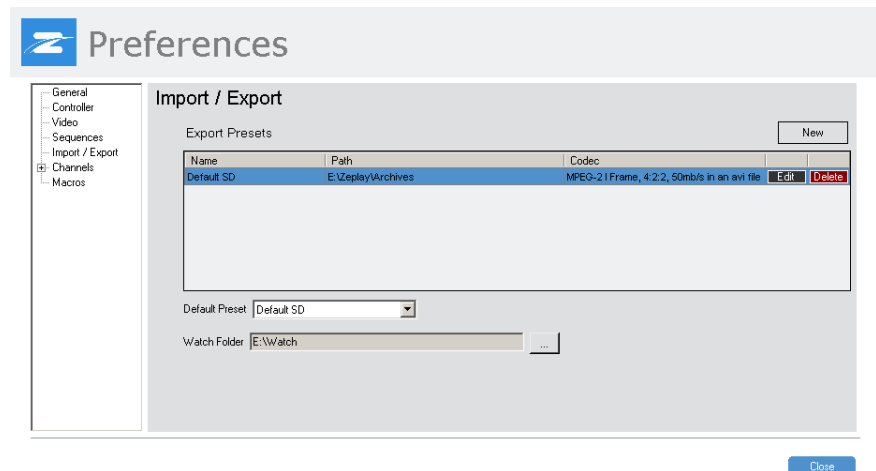 Preferences
General
Controller
Video
Sequences
Import / Export
Channels
Macros
Import / Export
Export Presets
New
Name Path Codec
Default SD E:\Zeplay\Archives MPEG-2 I Frame, 4:2:2, 50mb/s in an avi file Edit Delete
Default Preset Default SD
Watch Folder E:\Watch ...
Close